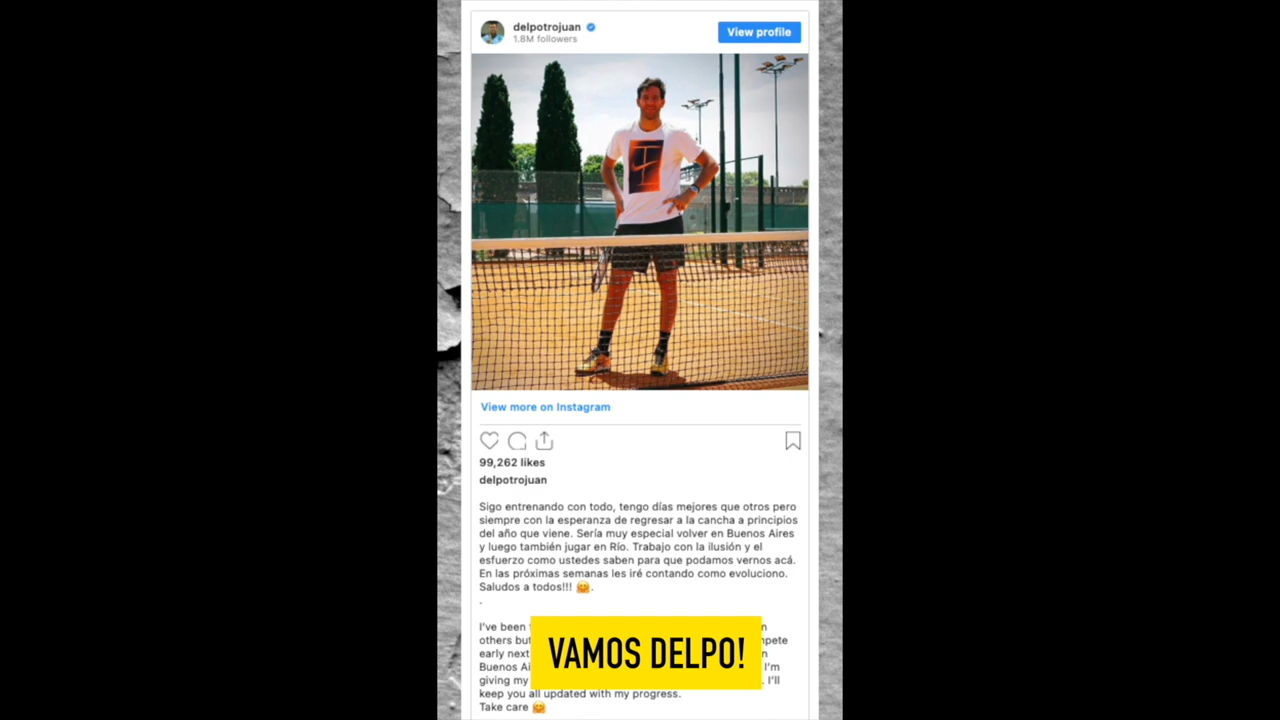 delpotrojuan
1.8M followers
View profile
View more on Instagram
99,262 likes
delpotrojuan
Sigo entrenando con todo, tengo días mejores que otros pero
siempre con la esperanza de regresar a la cancha a principios
del año que viene. Sería muy especial volver en Buenos Aires
y luego también jugar en Río. Trabajo con la ilusión y el
esfuerzo como ustedes saben para que podamos vernos acá.
En las próximas semanas les iré contando como evoluciono.
Saludos a todos!!! 🤗.
.
I've been
others but
early next
Buenos I'm
giving my I'll
keep you all updated with my progress.
Take care 🤗
VAMOS DELPO!